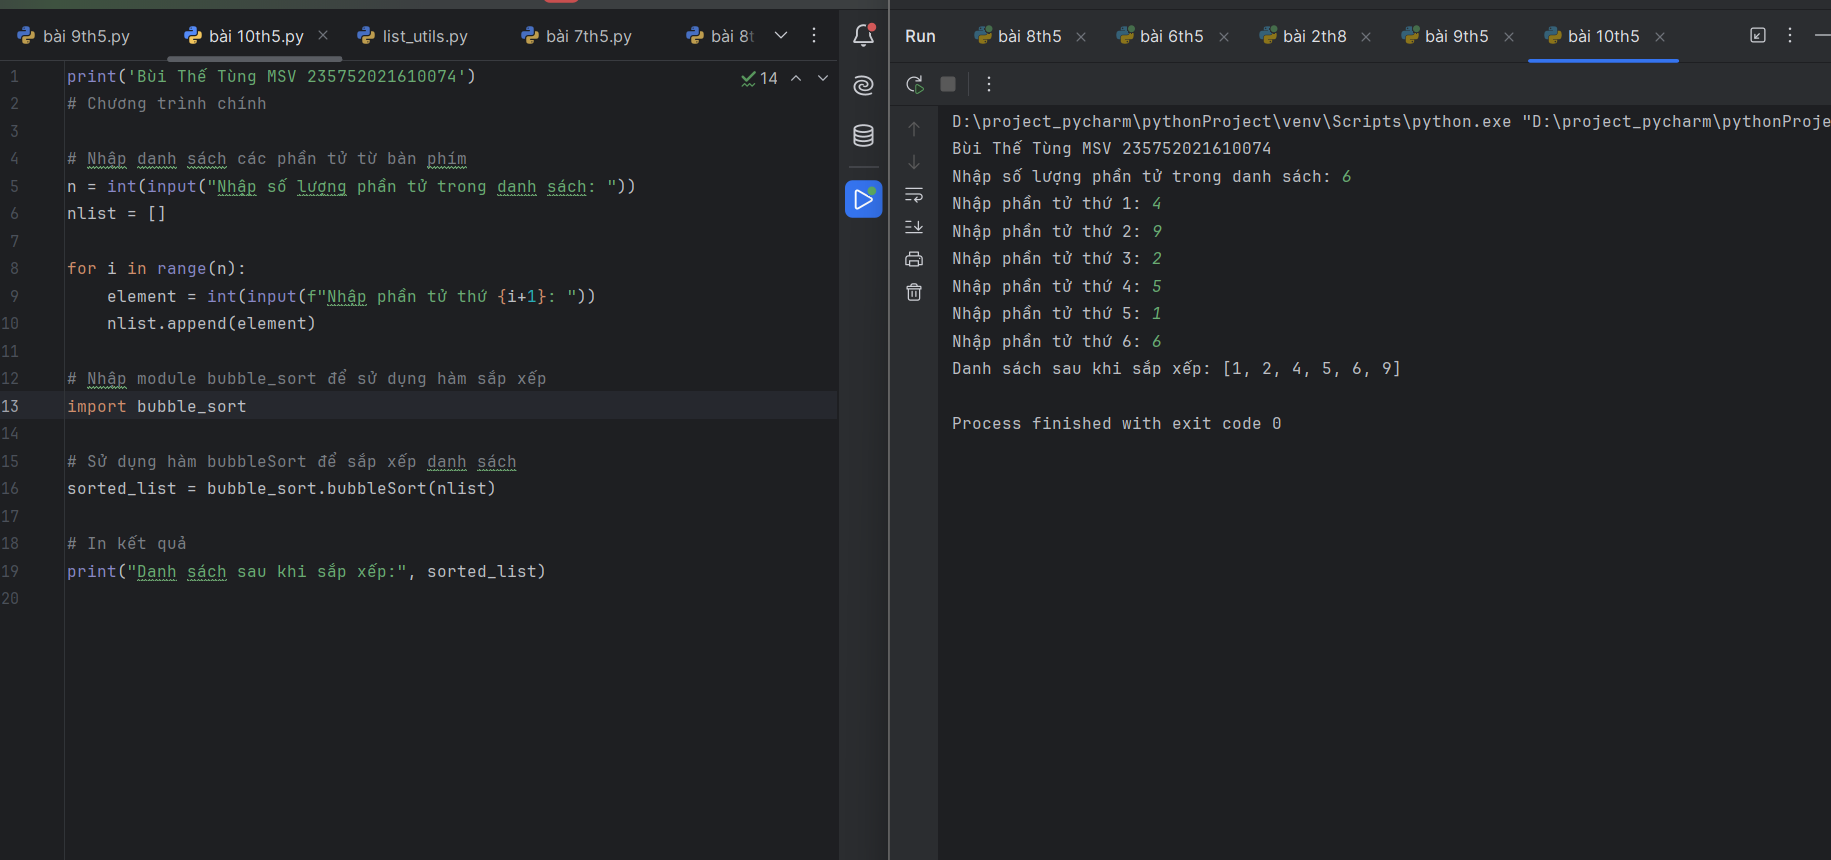 bài 9th5.py
bài 10th5.py
list_utils.py
bài 7th5.py
bài 8t
1 print('Bùi Thế Tùng MSV 235752021610074')
14
2 # Chương trình chính
3
4 # Nhập danh sách các phần tử từ bàn phím
5 n = int(input("Nhập số lượng phần tử trong danh sách: "))
6 nlist = []
7
8 for i in range(n):
9     element = int(input(f"Nhập phần tử thứ {i+1}: "))
10     nlist.append(element)
11
12 # Nhập module bubble_sort để sử dụng hàm sắp xếp
13 import bubble_sort
14
15 # Sử dụng hàm bubbleSort để sắp xếp danh sách
16 sorted_list = bubble_sort.bubbleSort(nlist)
17
18 # In kết quả
19 print("Danh sách sau khi sắp xếp:", sorted_list)
20
Run
bài 8th5
bài 6th5
bài 2th8
bài 9th5
bài 10th5
D:\project_pycharm\pythonProject\venv\Scripts\python.exe "D:\project_pycharm\pythonProje
Bùi Thế Tùng MSV 235752021610074
Nhập số lượng phần tử trong danh sách: 6
Nhập phần tử thứ 1: 4
Nhập phần tử thứ 2: 9
Nhập phần tử thứ 3: 2
Nhập phần tử thứ 4: 5
Nhập phần tử thứ 5: 1
Nhập phần tử thứ 6: 6
Danh sách sau khi sắp xếp: [1, 2, 4, 5, 6, 9]
Process finished with exit code 0